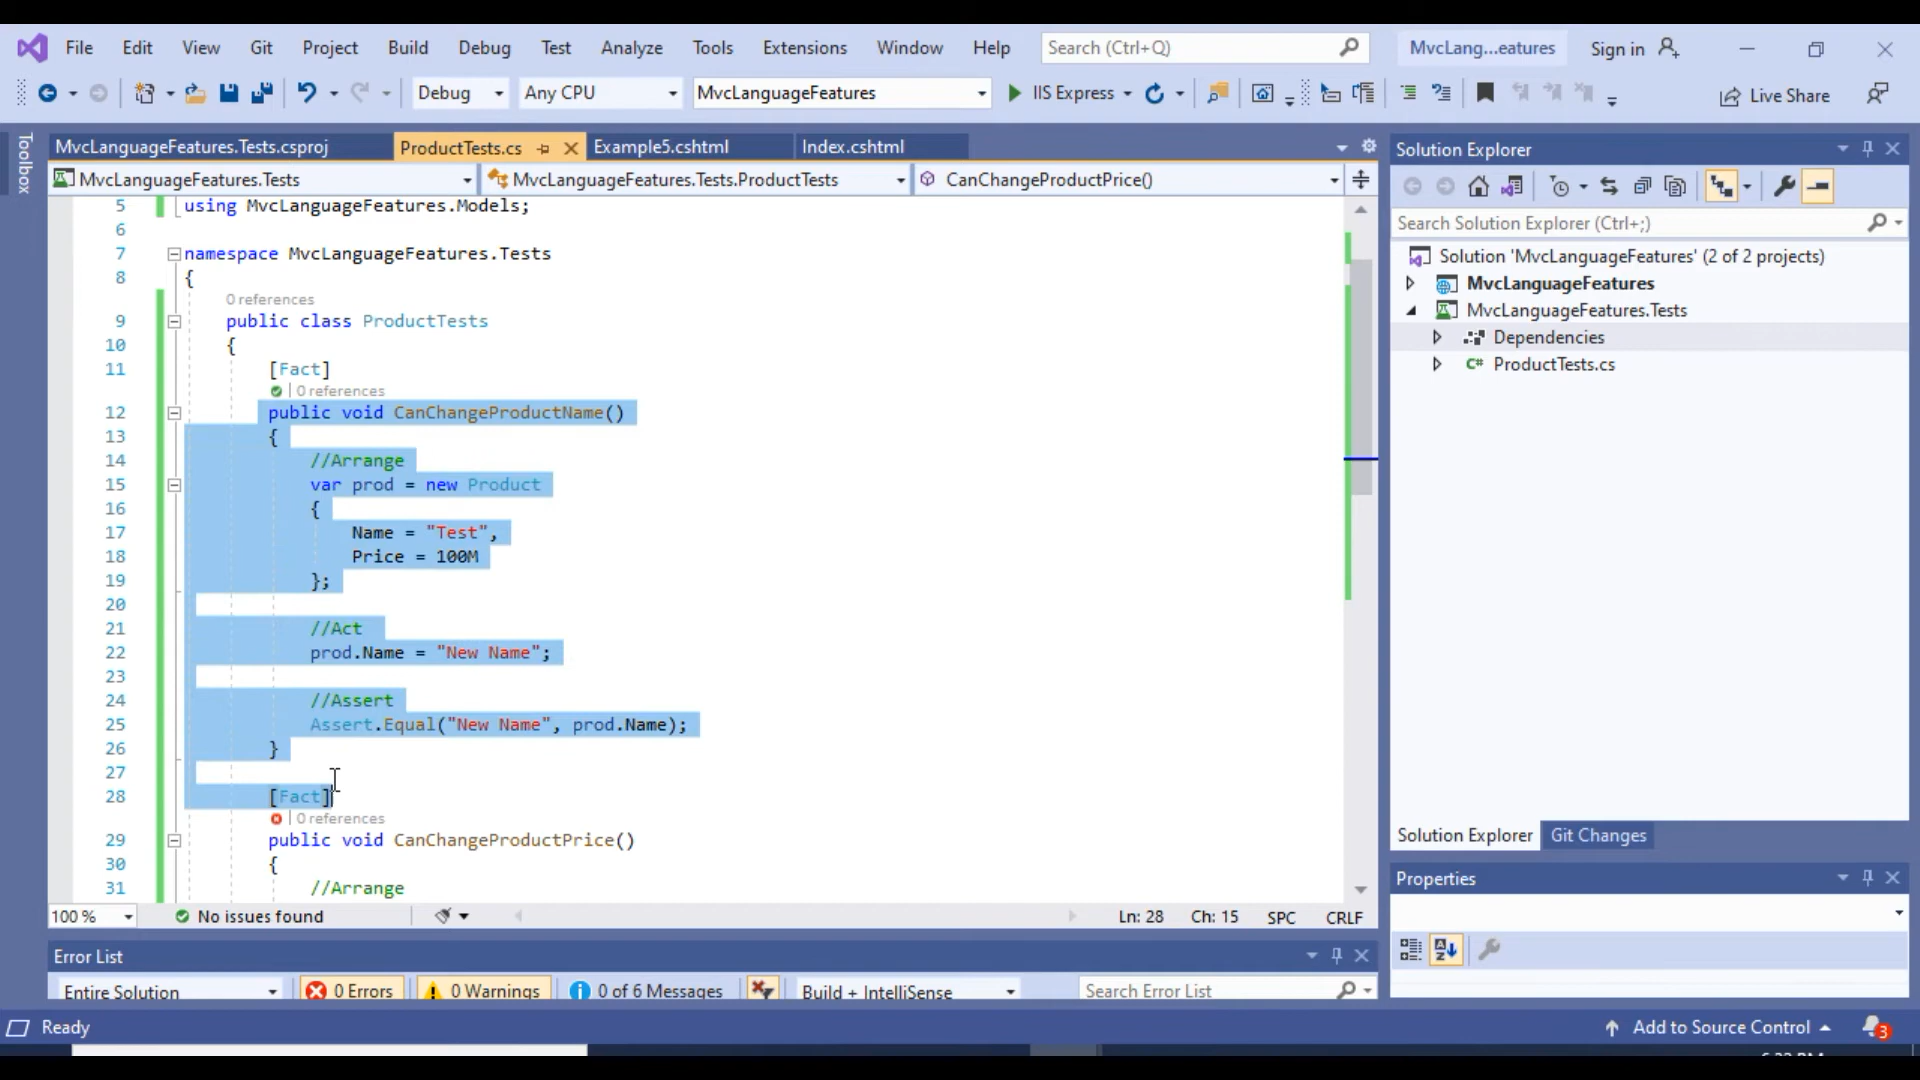 File Edit View Git Project Build Debug Test Analyze Tools Extensions Window Help Search (Ctrl+Q) MvcLang...eatures Sign in
Debug Any CPU MvcLanguageFeatures IIS Express Live Share
Toolbox
MvcLanguageFeatures.Tests.csproj ProductTests.cs Example5.cshtml Index.cshtml
MvcLanguageFeatures.Tests MvcLanguageFeatures.Tests.ProductTests CanChangeProductPrice()
5 using MvcLanguageFeatures.Models;
6
7 namespace MvcLanguageFeatures.Tests
8 {
0 references
9 public class ProductTests
10 {
11 [Fact]
0 references
12 public void CanChangeProductName()
13 {
14 //Arrange
15 var prod = new Product
16 {
17 Name = "Test",
18 Price = 100M
19 };
20
21 //Act
22 prod.Name = "New Name";
23
24 //Assert
25 Assert.Equal("New Name", prod.Name);
26 }
27
28 [Fact]
0 references
29 public void CanChangeProductPrice()
30 {
31 //Arrange
100 % No issues found Ln: 28 Ch: 15 SPC CRLF
Error List
Entire Solution 0 Errors 0 Warnings 0 of 6 Messages Build + IntelliSense Search Error List
Solution Explorer
Search Solution Explorer (Ctrl+;)
Solution 'MvcLanguageFeatures' (2 of 2 projects)
MvcLanguageFeatures
MvcLanguageFeatures.Tests
Dependencies
C# ProductTests.cs
Solution Explorer Git Changes
Properties
Ready Add to Source Control 3